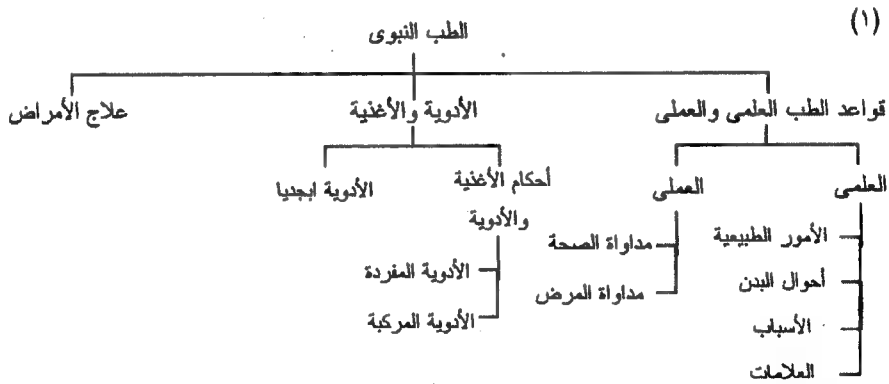 (١)
الطب النبوى
قواعد الطب العلمى والعملى
الأدوية والأغذية
علاج الأمراض
العلمى
العملى
أحكام الأغذية
والأدوية
الأدوية ابجديا
الأمور الطبيعية
أحوال البدن
الأسباب
العلامات
مداواة الصحة
مداواة المرض
الأدوية المفردة
الأدوية المركبة